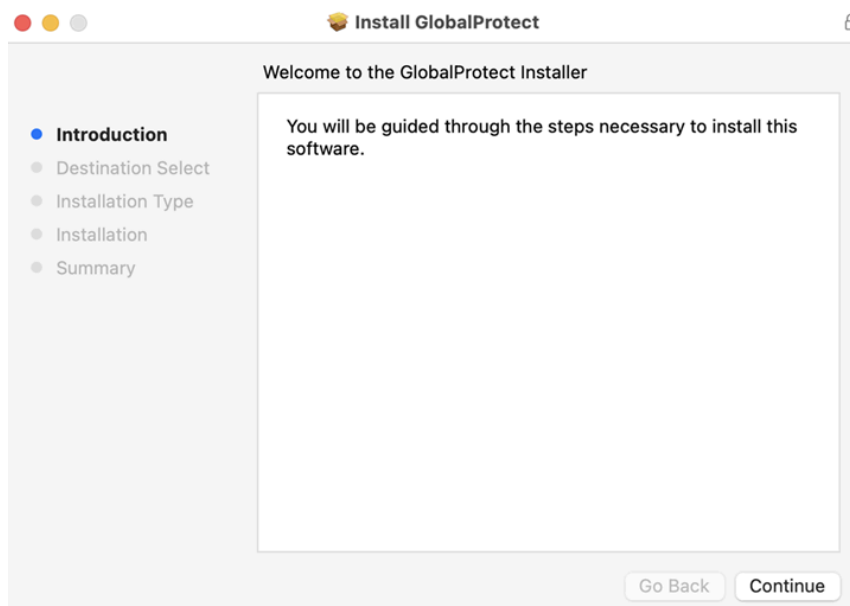 Install GlobalProtect
Welcome to the GlobalProtect Installer
Introduction
Destination Select
Installation Type
Installation
Summary
You will be guided through the steps necessary to install this
software.
Go Back
Continue